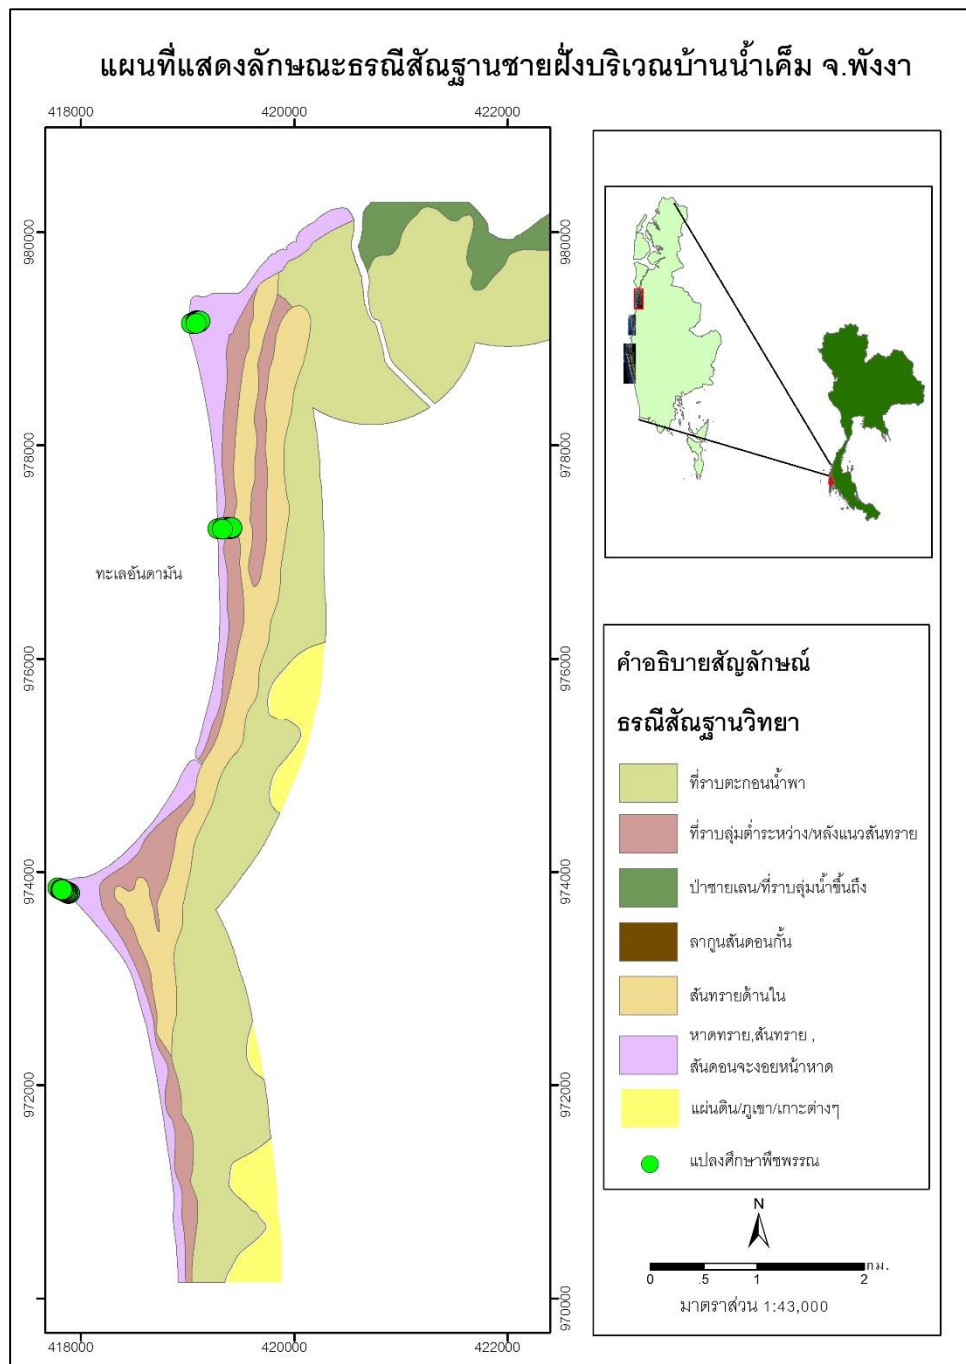 แผนที่แสดงลักษณะธรณีสัณฐานชายฝั่งบริเวณบ้านน้ำเค็ม จ.พังงา
418000 420000 422000
980000 980000
978000 978000
ทะเลอันดามัน
976000 976000
974000 974000
972000 972000
970000
418000 420000 422000
คำอธิบายสัญลักษณ์
ธรณีสัณฐานวิทยา
ที่ราบตะกอนน้ำพา
ที่ราบลุ่มต่ำระหว่าง/หลังแนวสันทราย
ป่าชายเลน/ที่ราบลุ่มน้ำขึ้นถึง
ลากูนสันดอนกั้น
สันทรายด้านใน
หาดทราย,สันทราย ,
สันดอนจะงอยหน้าหาด
แผ่นดิน/ภูเขา/เกาะต่างๆ
แปลงศึกษาพืชพรรณ
N
กม.
0 .5 1 2
มาตราส่วน 1:43,000